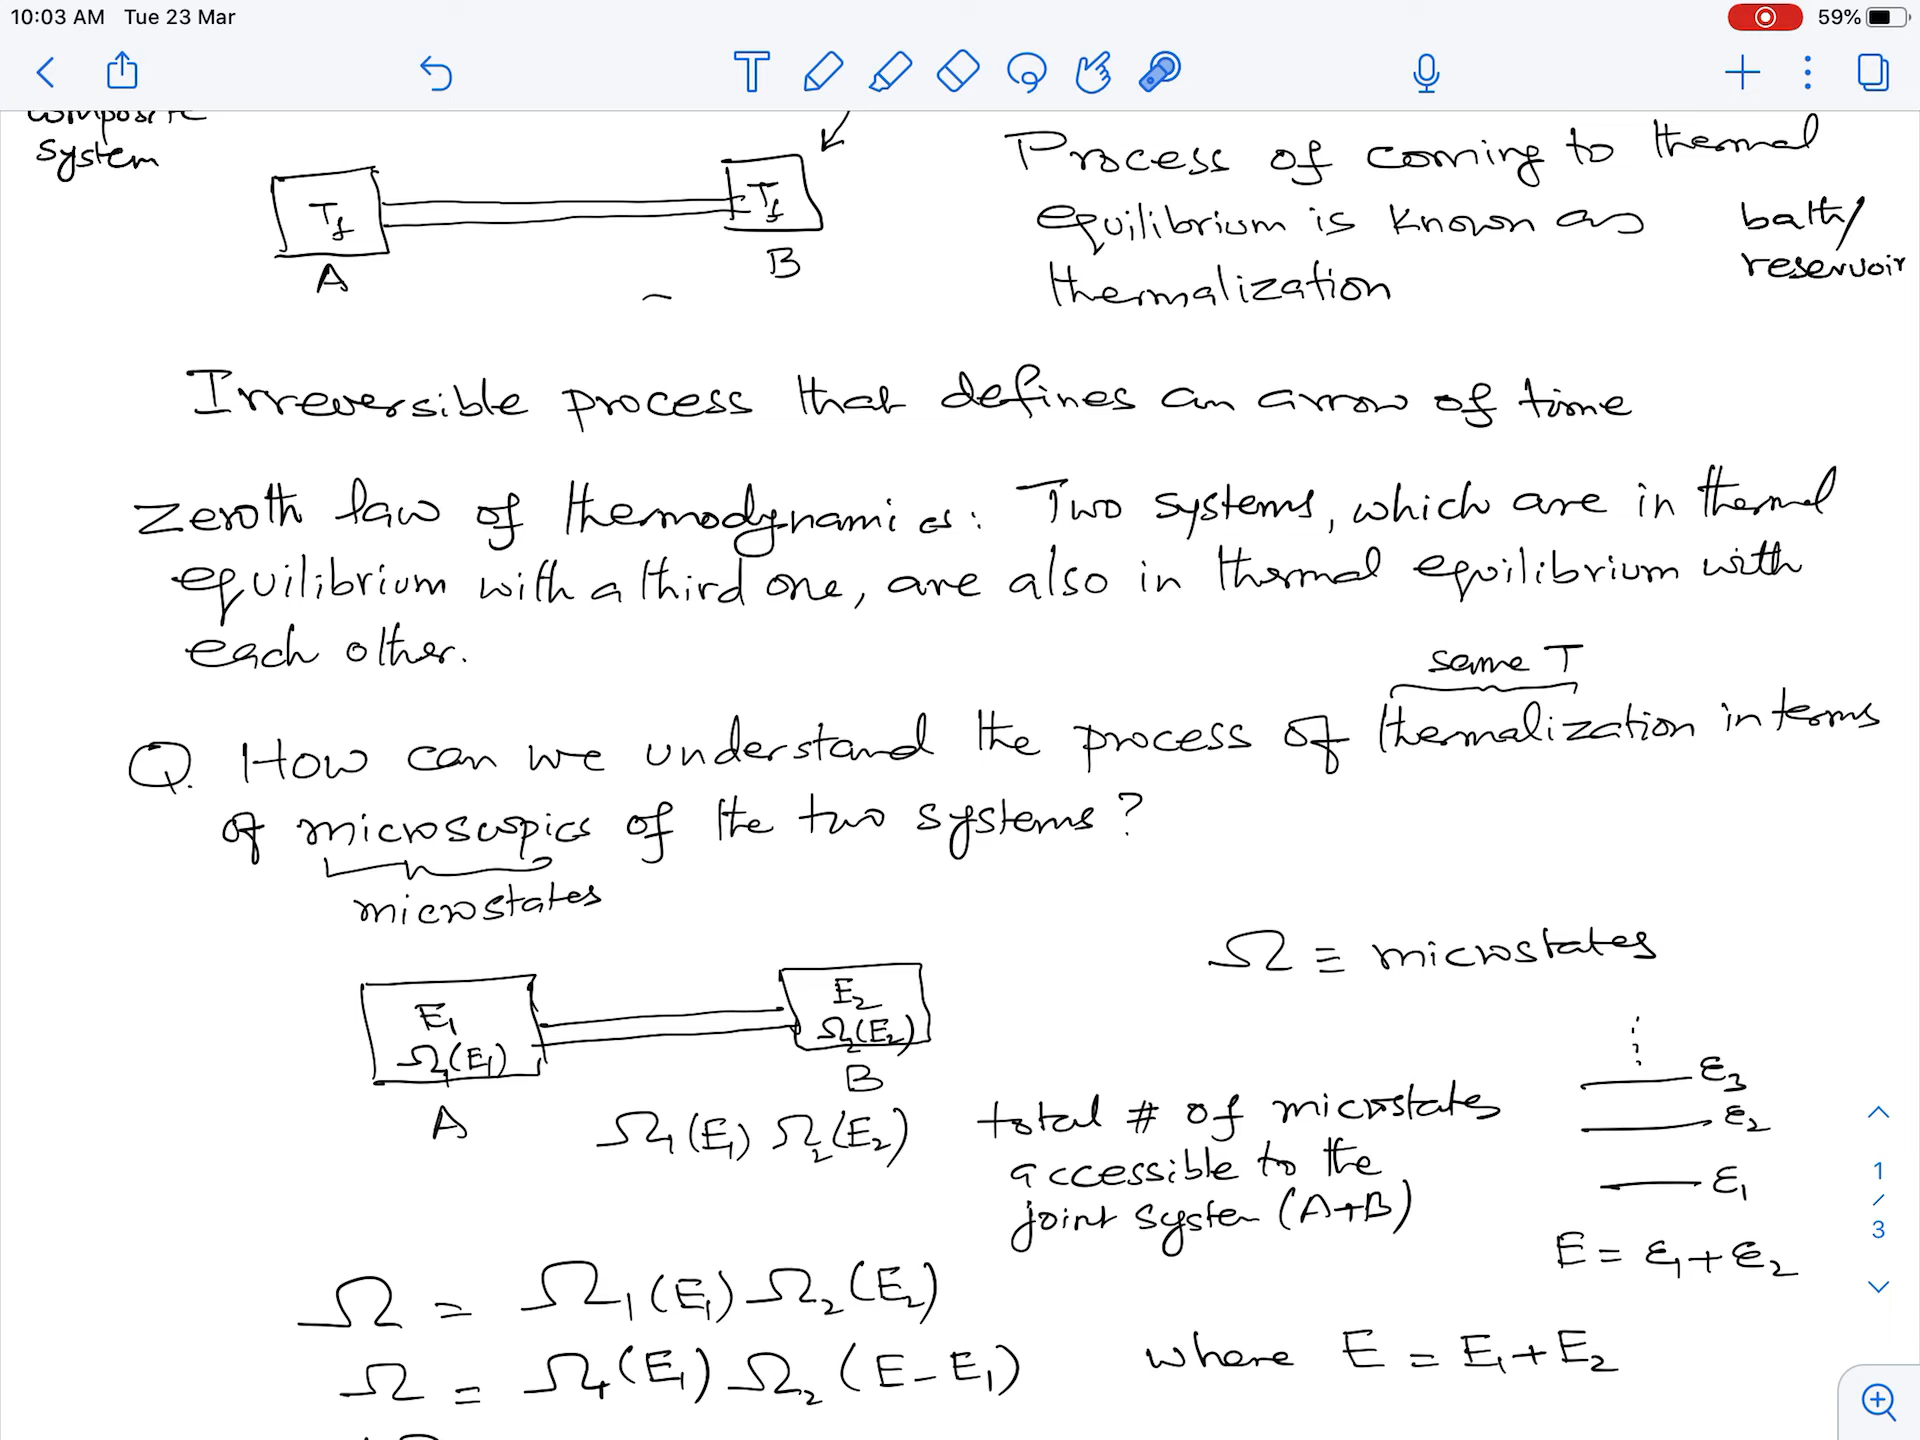 10:03 AM Tue 23 Mar
59%
composite
system
T_f
A
T_f
B
Process of coming to thermal
equilibrium is known as
thermalization
bath/
reservoir
Irreversible process that defines an arrow of time
Zeroth law of thermodynamics: Two systems, which are in thermal
equilibrium with a third one, are also in thermal equilibrium with
each other.
same T
Q. How can we understand the process of thermalization in terms
of microscopics of the two systems?
microstates
Ω ≡ microstates
E₁
Ω₁(E₁)
A
E₂
Ω₂(E₂)
B
Ω₁(E₁) Ω₂(E₂)
total # of microstates
accessible to the
joint system (A+B)
ε₃
ε₂
ε₁
E = ε₁+ε₂
1
/
3
Ω = Ω₁(E₁) Ω₂(E₂)
Ω = Ω₁(E₁) Ω₂(E-E₁)
where E = E₁+E₂